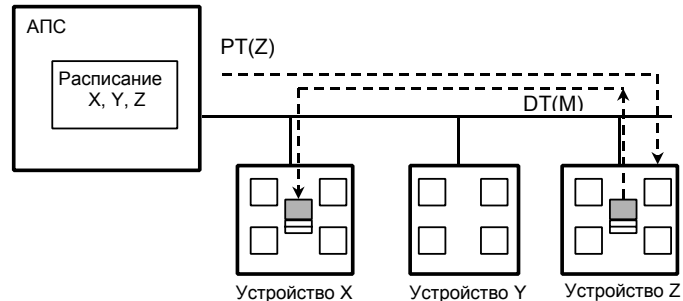 АПС
PT(Z)
Расписание
X, Y, Z
DT(M)
Устройство X
Устройство Y
Устройство Z